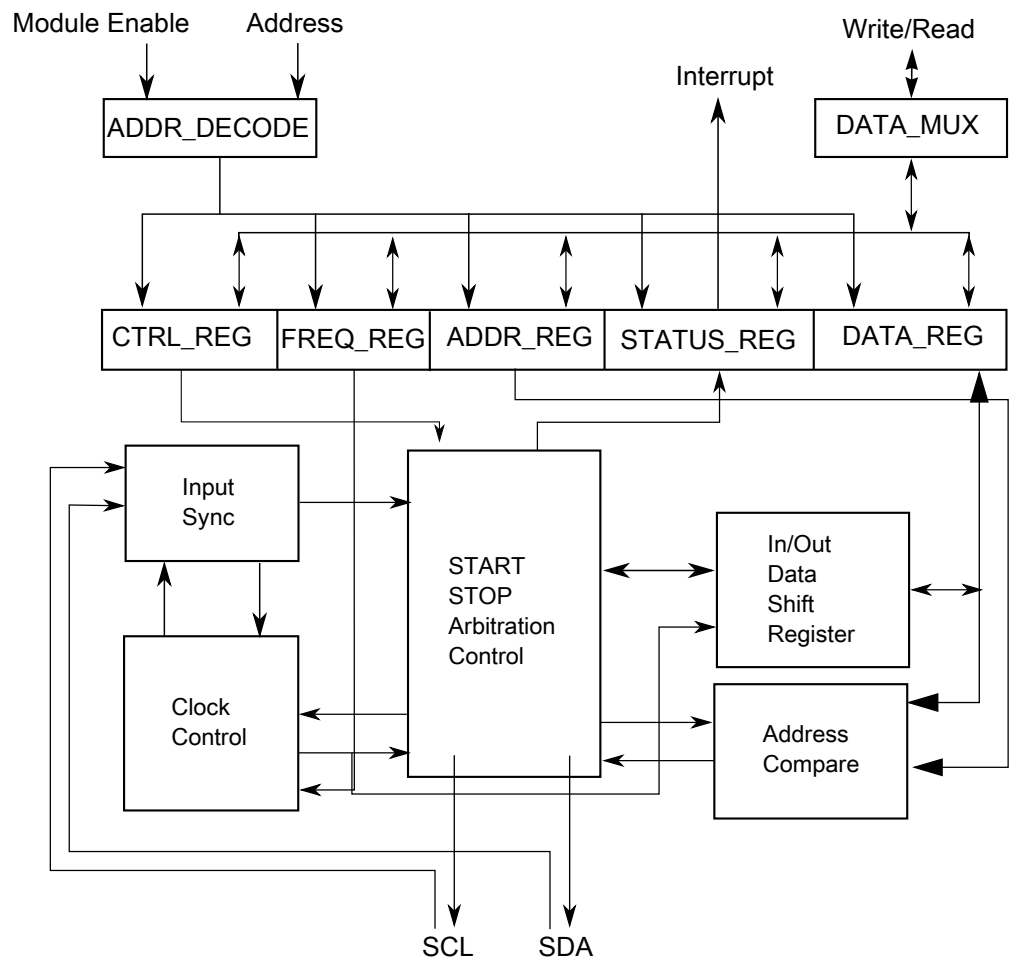 Module Enable
Address
Write/Read
Interrupt
ADDR_DECODE
DATA_MUX
CTRL_REG
FREQ_REG
ADDR_REG
STATUS_REG
DATA_REG
Input
Sync
START
STOP
Arbitration
Control
In/Out
Data
Shift
Register
Clock
Control
Address
Compare
SCL
SDA